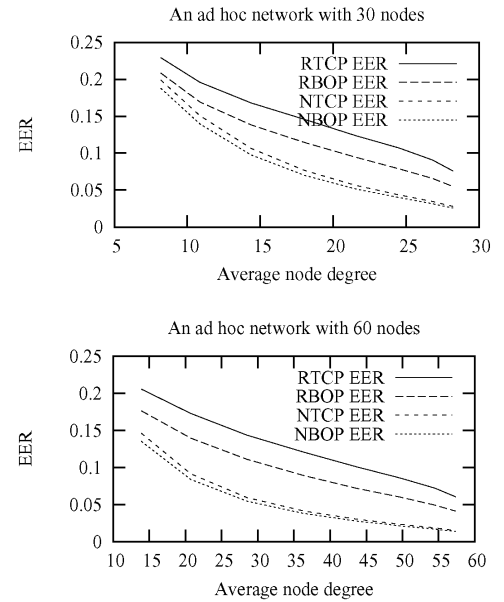 An ad hoc network with 30 nodes
0.25
RTCP EER
0.2
RBOP EER
0.15
NTCP EER
NBOP EER
EER
0.1
0.05
0
5 10 15 20 25 30
Average node degree
An ad hoc network with 60 nodes
0.25
RTCP EER
0.2
RBOP EER
NTCP EER
0.15
NBOP EER
EER
0.1
0.05
0
10 15 20 25 30 35 40 45 50 55 60
Average node degree